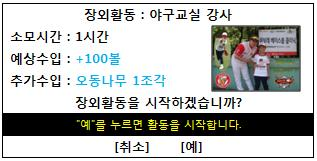 장외활동 : 야구교실 강사
소모시간 : 1시간
예상수입 : +100볼
추가수입 : 오동나무 1조각
장외활동을 시작하겠습니까?
"예"를 누르면 활동을 시작합니다.
[취소] [예]